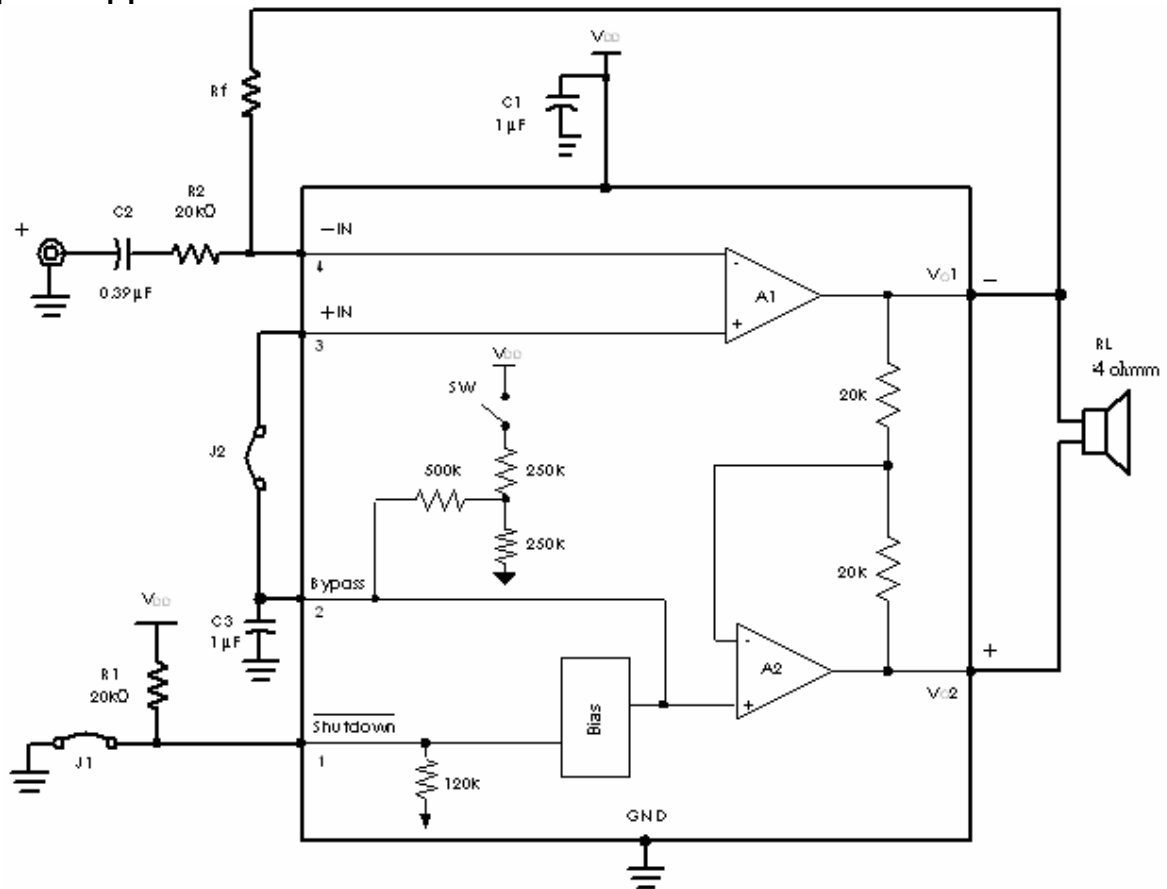 VDD
Rf
C1
1µF
R2
20kΩ
C2
+
0.39µF
−IN
4
-
A1
+
Vo1
−
+IN
3
RL
4 ohmm
VDD
SW
20K
J2
500K
250K
250K
20K
Bypass
2
VDD
C3
1µF
-
A2
+
+
Vo2
R1
20kΩ
Bias
Shutdown
1
J1
120K
GND